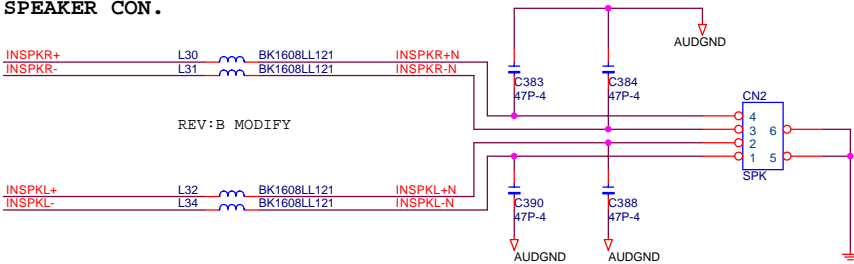 SPEAKER CON.
AUDGND
INSPKR+ L30 BK1608LL121 INSPKR+N
INSPKR- L31 BK1608LL121 INSPKR-N
C383 C384
47P-4 47P-4
CN2
4
3 6
2
1 5
SPK
REV:B MODIFY
INSPKL+ L32 BK1608LL121 INSPKL+N
INSPKL- L34 BK1608LL121 INSPKL-N
C390 C388
47P-4 47P-4
AUDGND AUDGND